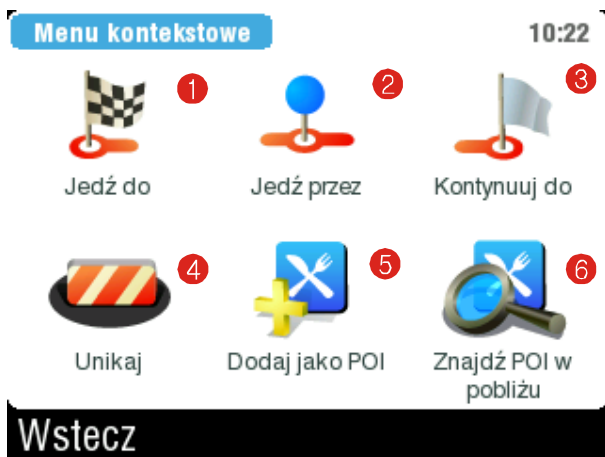 Menu kontekstowe 10:22
1 2 3
Jedź do Jedź przez Kontynuuj do
4 5 6
Unikaj Dodaj jako POI Znajdź POI w
pobliżu
Wstecz